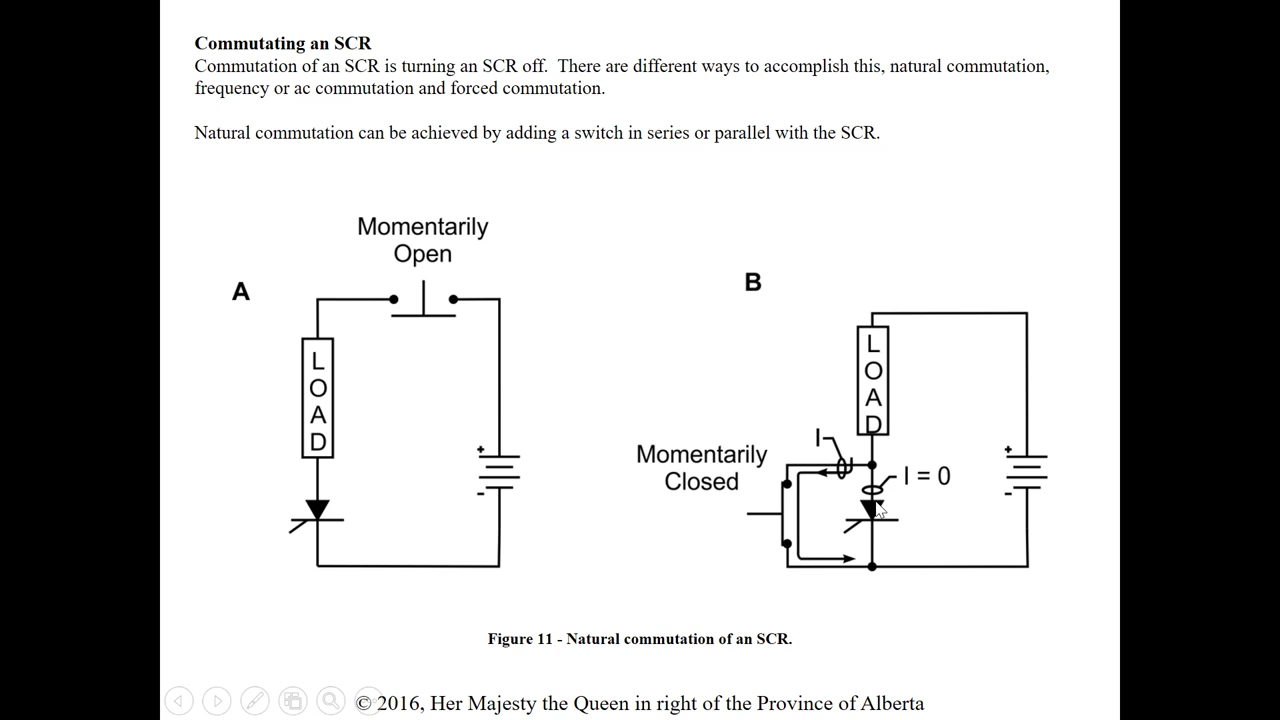 Commutating an SCR
Commutation of an SCR is turning an SCR off.  There are different ways to accomplish this, natural commutation,
frequency or ac commutation and forced commutation.
Natural commutation can be achieved by adding a switch in series or parallel with the SCR.
Momentarily
Open
A
LOAD
+
-
B
LOAD
I
Momentarily
Closed
I = 0
+
-
Figure 11 - Natural commutation of an SCR.
© 2016, Her Majesty the Queen in right of the Province of Alberta